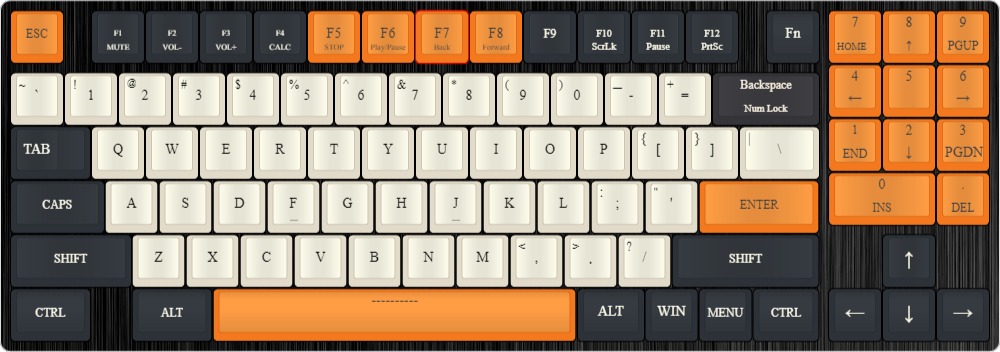 ESC F1 F2 F3 F4 F5 F6 F7 F8 F9 F10 F11 F12 Fn 7 8 9
MUTE VOL- VOL+ CALC STOP Play/Pause Back Forward ScrLk Pause PrtSc HOME ↑ PGUP
~ ! @ # $ % ^ & * ( ) — + Backspace 4 5 6
` 1 2 3 4 5 6 7 8 9 0 - = Num Lock ← →
TAB Q W E R T Y U I O P { [ } ] | \ 1 2 3
END ↓ PGDN
CAPS A S D F G H J K L : ; " ' ENTER 0 .
INS DEL
SHIFT Z X C V B N M < , > . ? / SHIFT ↑
CTRL ALT ---------- ALT WIN MENU CTRL ← ↓ →